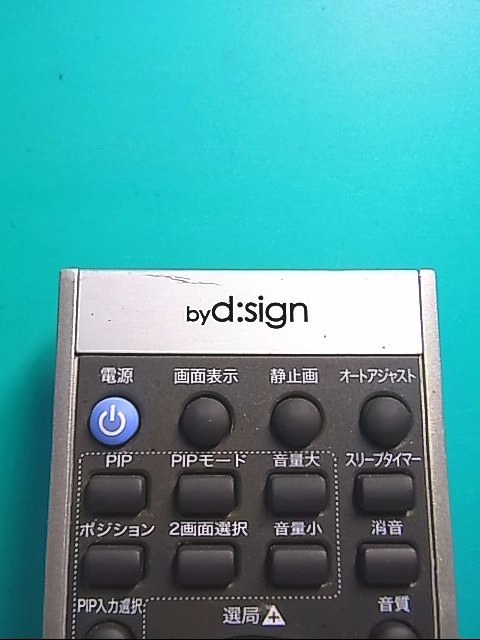 byd:sign
電源 画面表示 静止画 オートアジャスト
PIP PIPモード 音量大 スリープタイマー
ポジション 2画面選択 音量小 消音
PIP入力選択 選局 音質